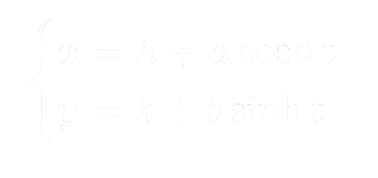 x = h + a cosh t
y = k + b sinh t